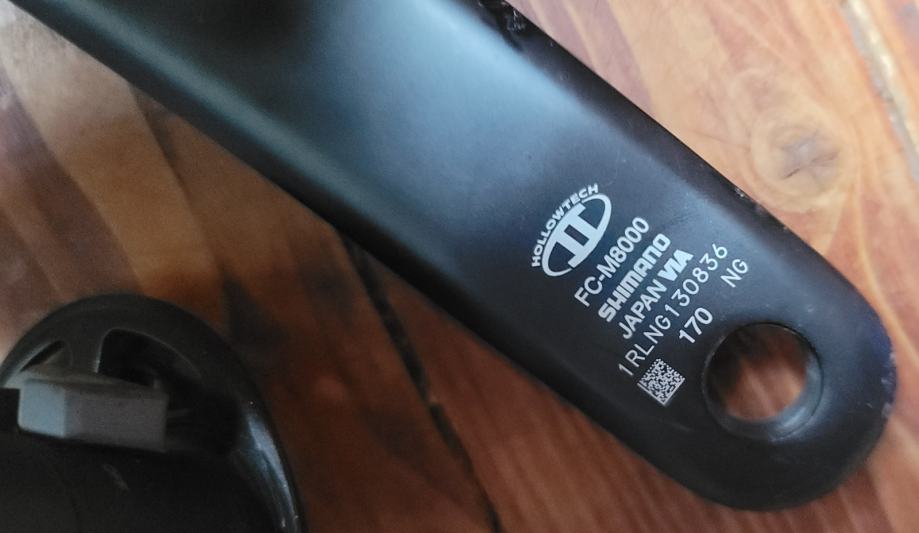 HOLLOWTECH
II
FC-M8000
SHIMANO
JAPAN VIA
1RLNG130836
170 NG